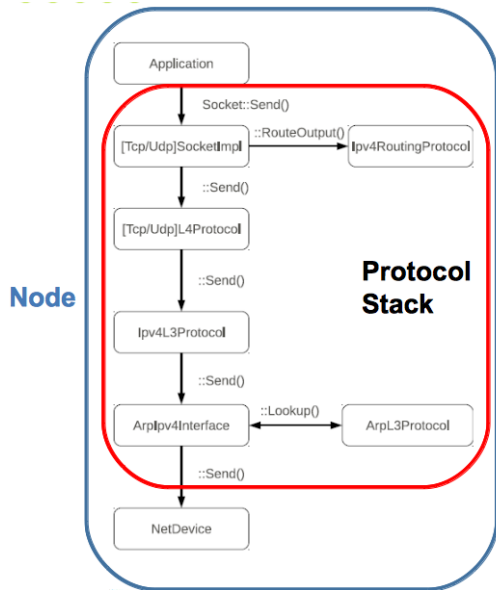 Application
Socket::Send()
::RouteOutput()
[Tcp/Udp]SocketImpl
Ipv4RoutingProtocol
::Send()
[Tcp/Udp]L4Protocol
Node
Protocol
Stack
::Send()
Ipv4L3Protocol
::Send()
::Lookup()
ArpIpv4Interface
ArpL3Protocol
::Send()
NetDevice